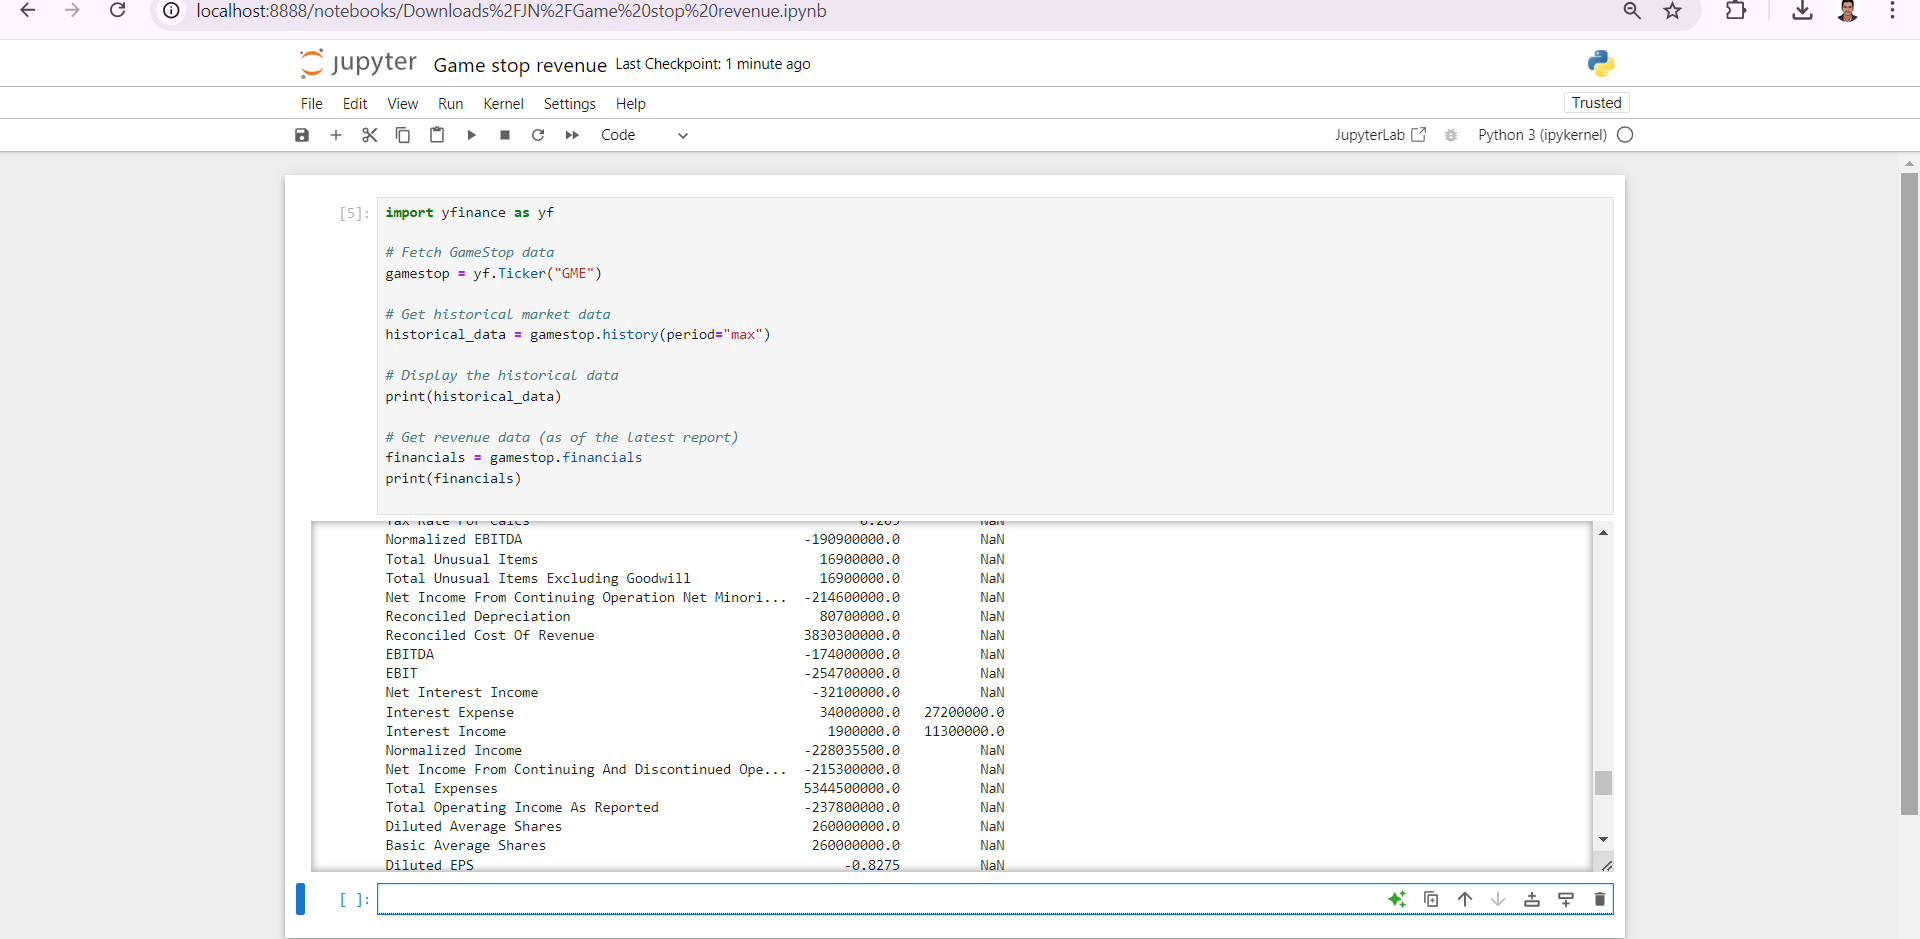 localhost:8888/notebooks/Downloads%2FJN%2FGame%20stop%20revenue.ipynb
jupyter Game stop revenue Last Checkpoint: 1 minute ago
File Edit View Run Kernel Settings Help Trusted
Code JupyterLab Python 3 (ipykernel)
[5]: import yfinance as yf
# Fetch GameStop data
gamestop = yf.Ticker("GME")
# Get historical market data
historical_data = gamestop.history(period="max")
# Display the historical data
print(historical_data)
# Get revenue data (as of the latest report)
financials = gamestop.financials
print(financials)
Tax Rate For Calcs 0.205 NaN
Normalized EBITDA -190900000.0 NaN
Total Unusual Items 16900000.0 NaN
Total Unusual Items Excluding Goodwill 16900000.0 NaN
Net Income From Continuing Operation Net Minori... -214600000.0 NaN
Reconciled Depreciation 80700000.0 NaN
Reconciled Cost Of Revenue 3830300000.0 NaN
EBITDA -174000000.0 NaN
EBIT -254700000.0 NaN
Net Interest Income -32100000.0 NaN
Interest Expense 34000000.0 27200000.0
Interest Income 1900000.0 11300000.0
Normalized Income -228035500.0 NaN
Net Income From Continuing And Discontinued Ope... -215300000.0 NaN
Total Expenses 5344500000.0 NaN
Total Operating Income As Reported -237800000.0 NaN
Diluted Average Shares 260000000.0 NaN
Basic Average Shares 260000000.0 NaN
Diluted EPS -0.8275 NaN
[ ]: